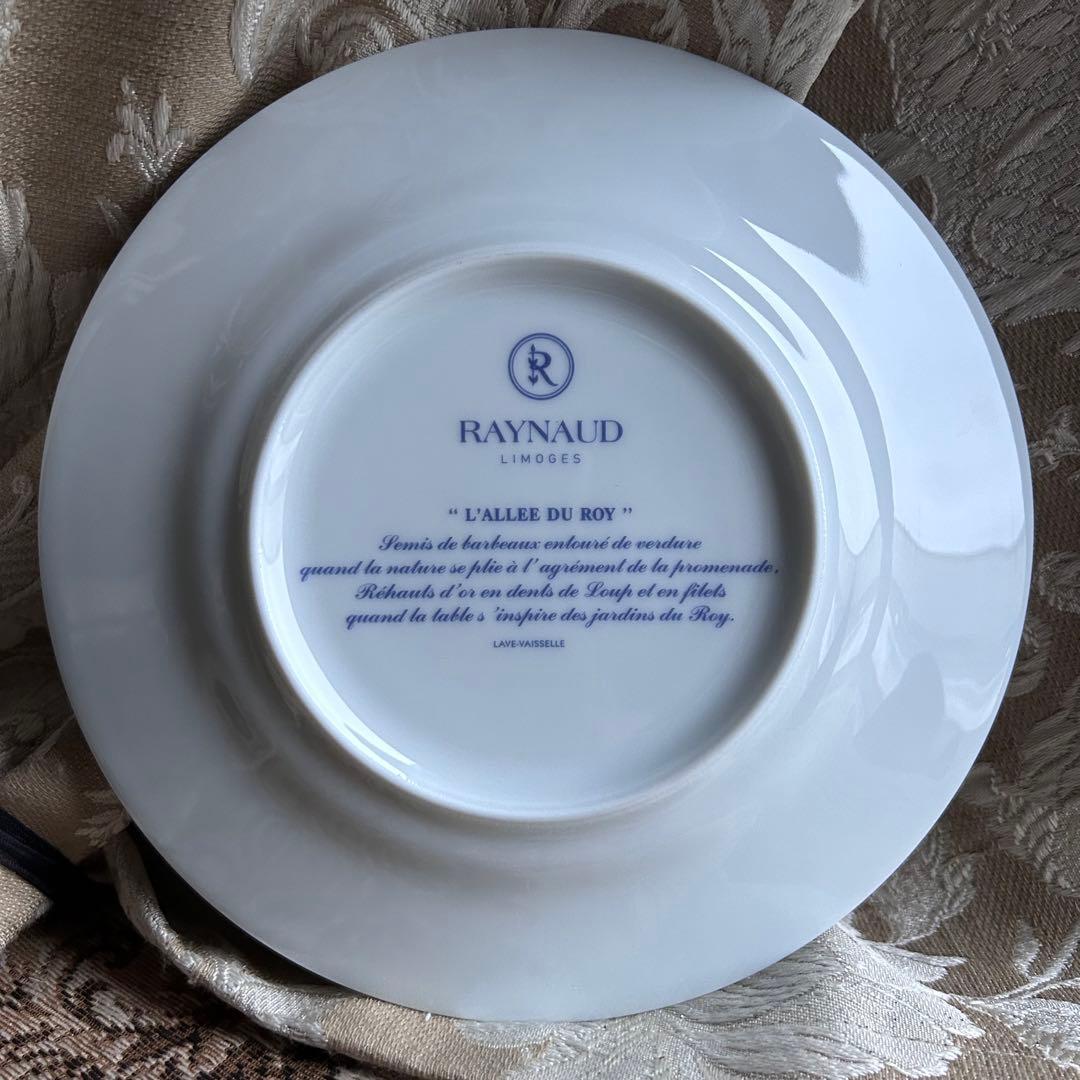 R
RAYNAUD
LIMOGES
“ L'ALLEE DU ROY ”
Semis de barbeaux entouré de verdure
quand la nature se plie à l' agrément de la promenade.
Réhauts d'or en dents de Loup et en filets
quand la table s 'inspire des jardins du Roy.
LAVE-VAISSELLE